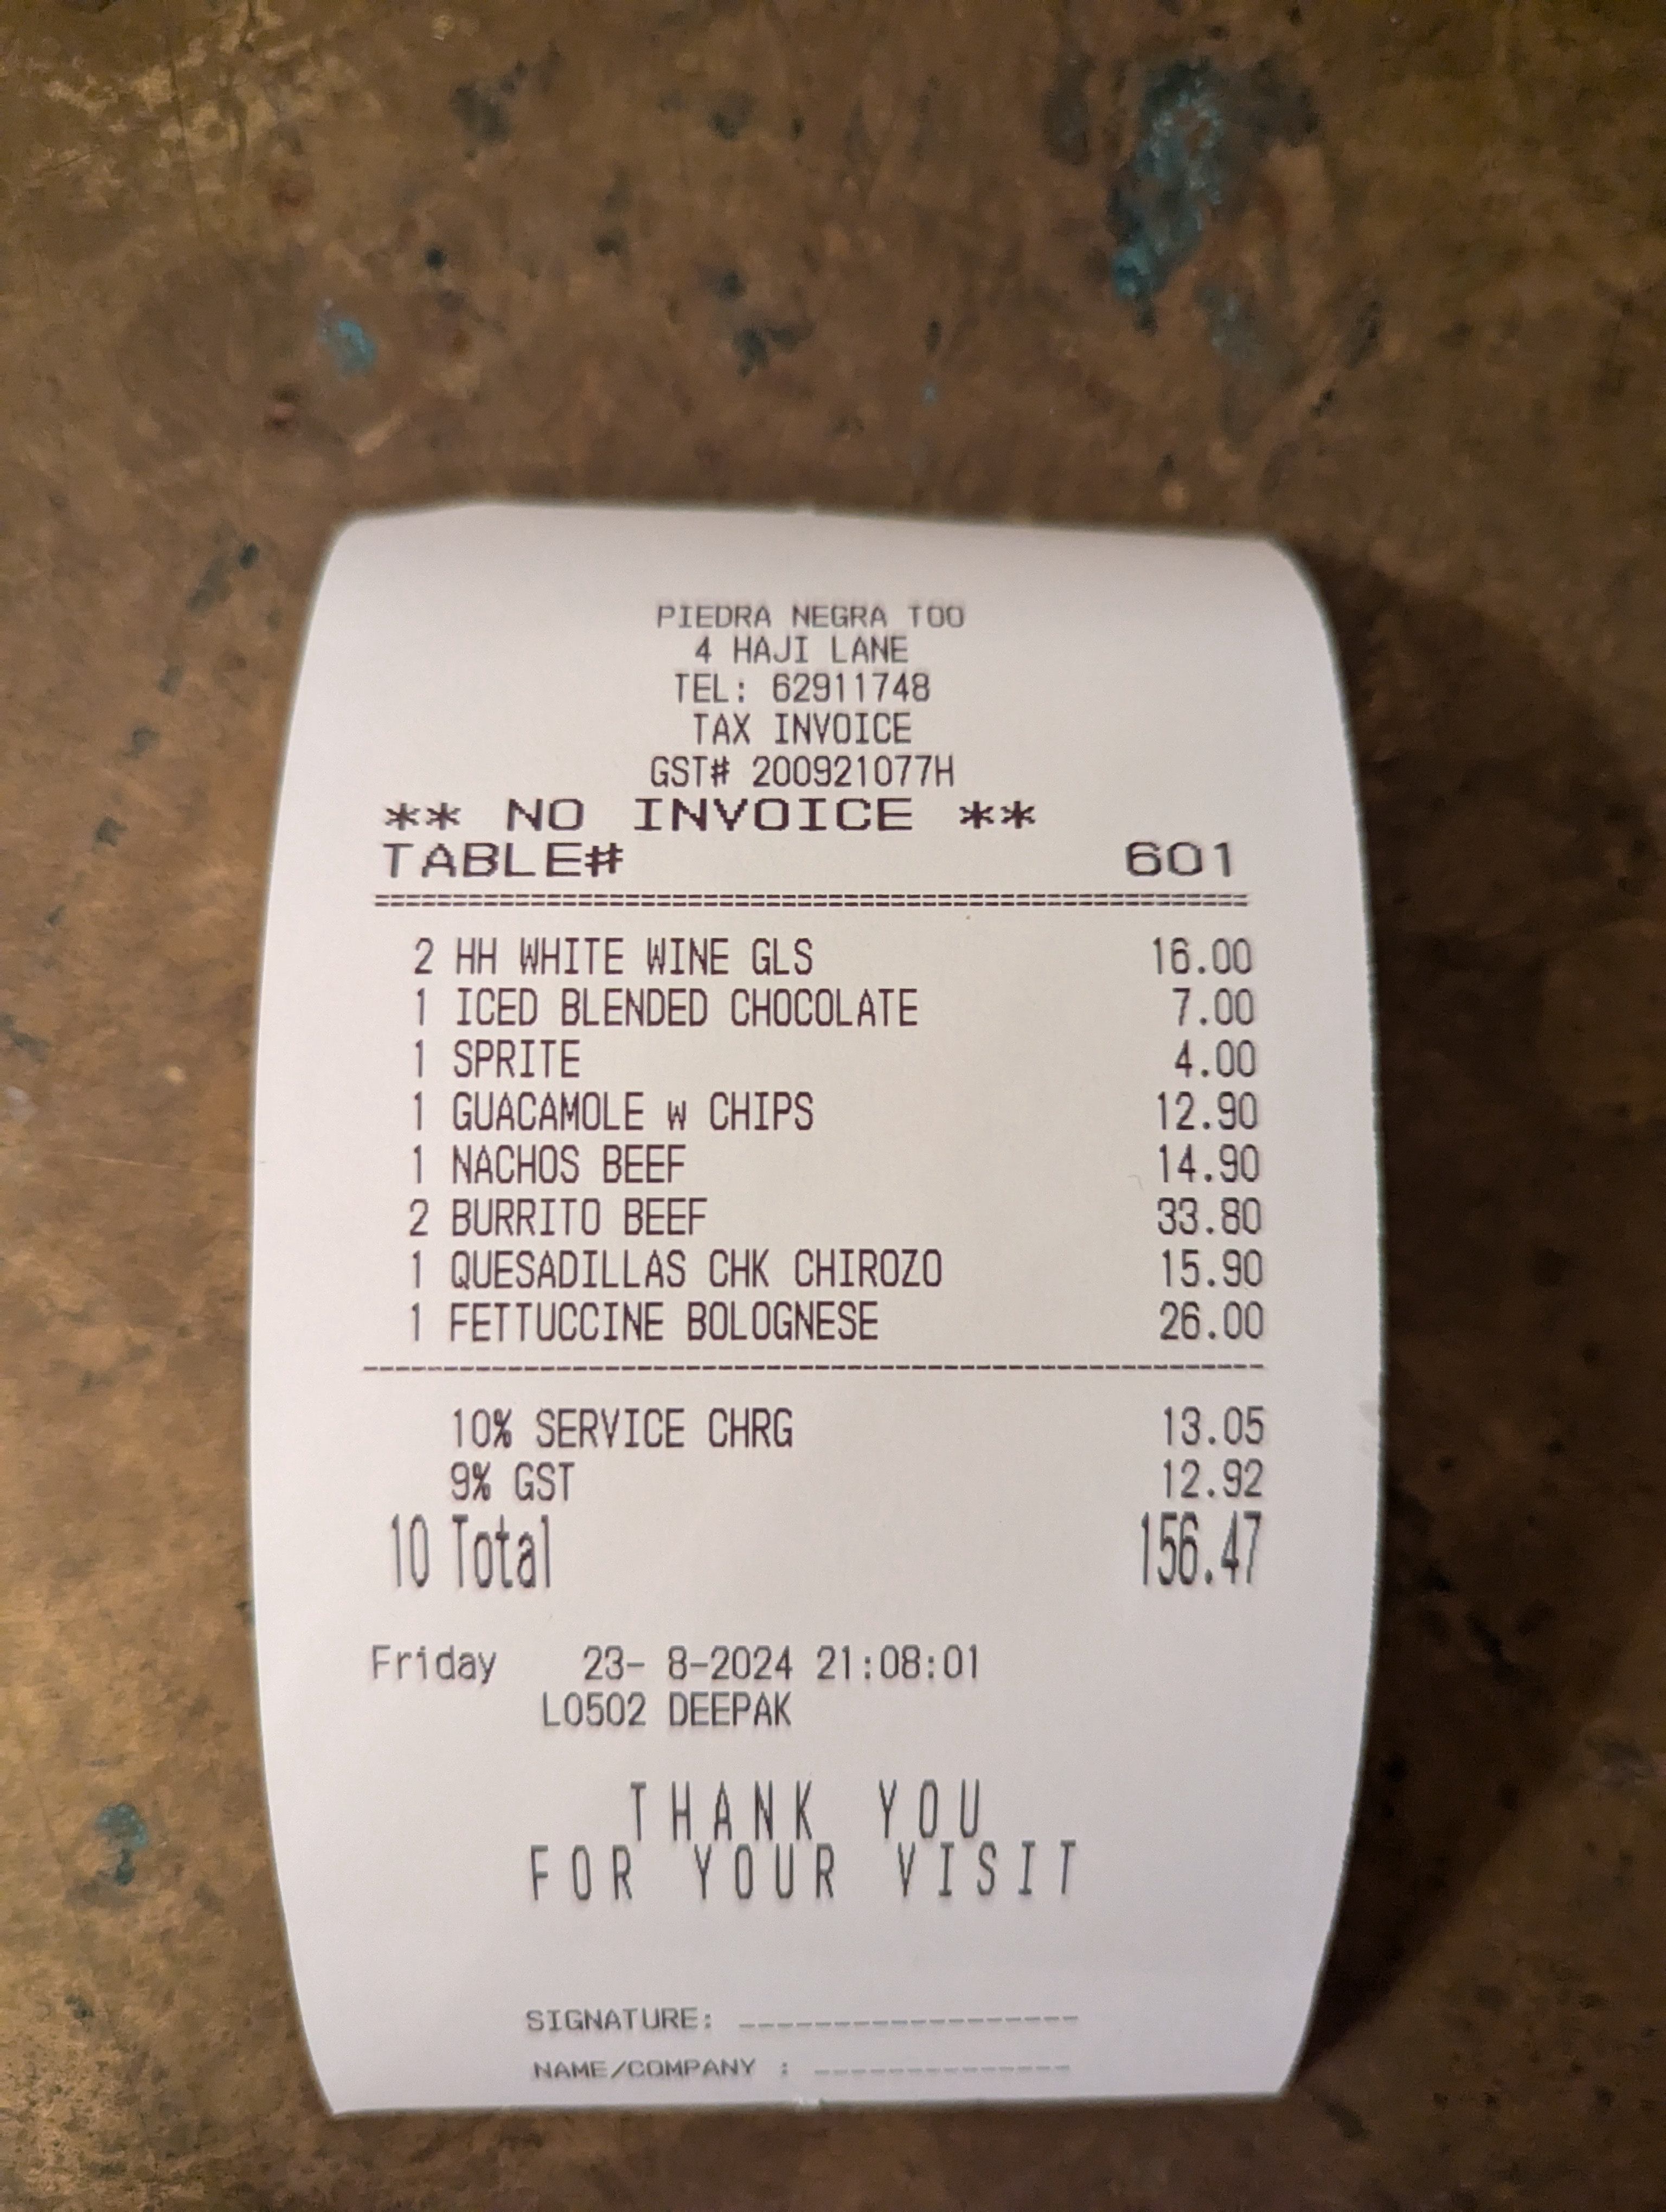 PIEDRA NEGRA TOO
4 HAJI LANE
TEL: 62911748
TAX INVOICE
GST# 200921077H
** NO INVOICE **
TABLE# 601
2 HH WHITE WINE GLS 16.00
1 ICED BLENDED CHOCOLATE 7.00
1 SPRITE 4.00
1 GUACAMOLE w CHIPS 12.90
1 NACHOS BEEF 14.90
2 BURRITO BEEF 33.80
1 QUESADILLAS CHK CHIROZO 15.90
1 FETTUCCINE BOLOGNESE 26.00
10% SERVICE CHRG 13.05
9% GST 12.92
10 Total 156.47
Friday 23- 8-2024 21:08:01
L0502 DEEPAK
THANK YOU
FOR YOUR VISIT
SIGNATURE:
NAME/COMPANY :